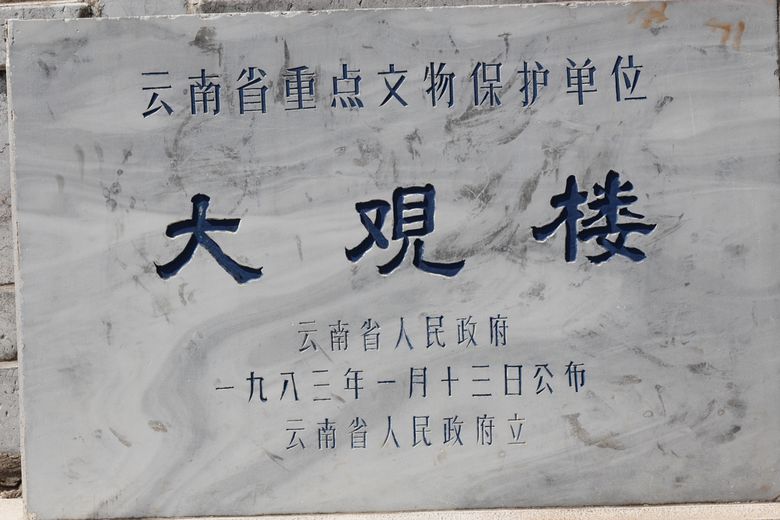 云南省重点文物保护单位
大观楼
云南省人民政府
一九八三年一月十三日公布
云南省人民政府立